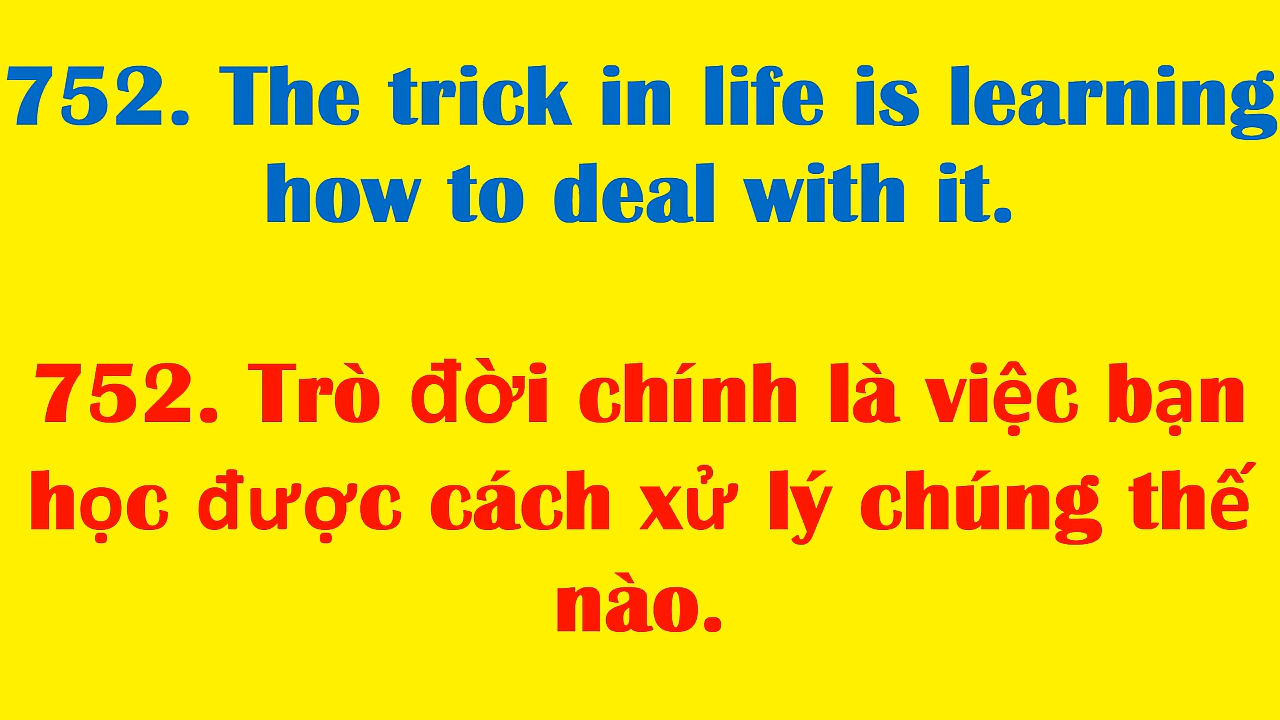 752. The trick in life is learning
how to deal with it.
752. Trò đời chính là việc bạn
học được cách xử lý chúng thế
nào.